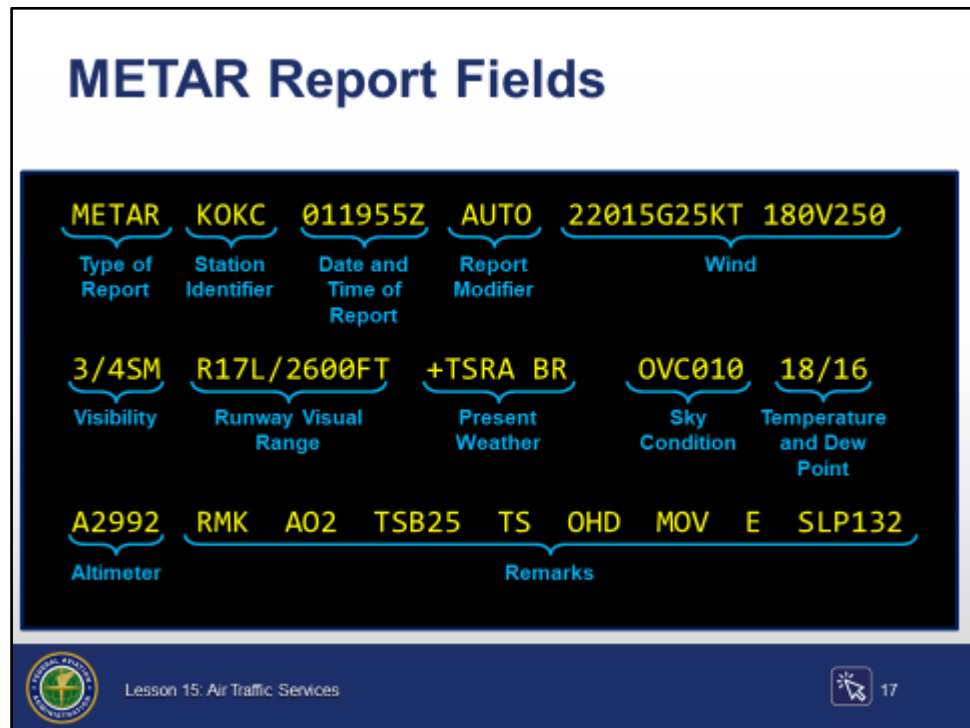 METAR Report Fields
METAR KOKC 011955Z AUTO 22015G25KT 180V250
Type of Report Station Identifier Date and Time of Report Report Modifier Wind
3/4SM R17L/2600FT +TSRA BR OVC010 18/16
Visibility Runway Visual Range Present Weather Sky Condition Temperature and Dew Point
A2992 RMK AO2 TSB25 TS OHD MOV E SLP132
Altimeter Remarks
FEDERAL AVIATION ADMINISTRATION
Lesson 15: Air Traffic Services 17